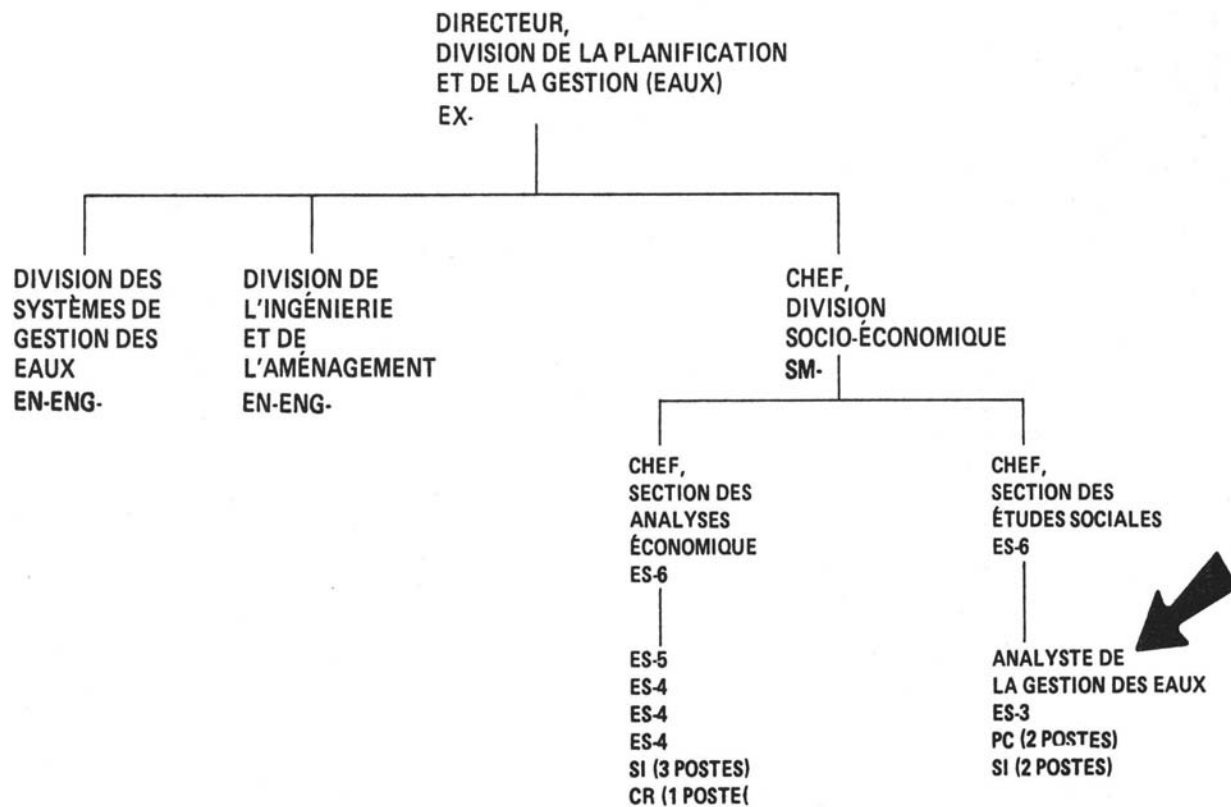 DIRECTEUR,
DIVISION DE LA PLANIFICATION
ET DE LA GESTION (EAUX)
EX-
DIVISION DES
SYSTÈMES DE
GESTION DES
EAUX
EN-ENG-
DIVISION DE
L'INGÉNIERIE
ET DE
L'AMÉNAGEMENT
EN-ENG-
CHEF,
DIVISION
SOCIO-ÉCONOMIQUE
SM-
CHEF,
SECTION DES
ANALYSES
ÉCONOMIQUE
ES-6
ES-5
ES-4
ES-4
ES-4
SI (3 POSTES)
CR (1 POSTE(
CHEF,
SECTION DES
ÉTUDES SOCIALES
ES-6
ANALYSTE DE
LA GESTION DES EAUX
ES-3
PC (2 POSTES)
SI (2 POSTES)